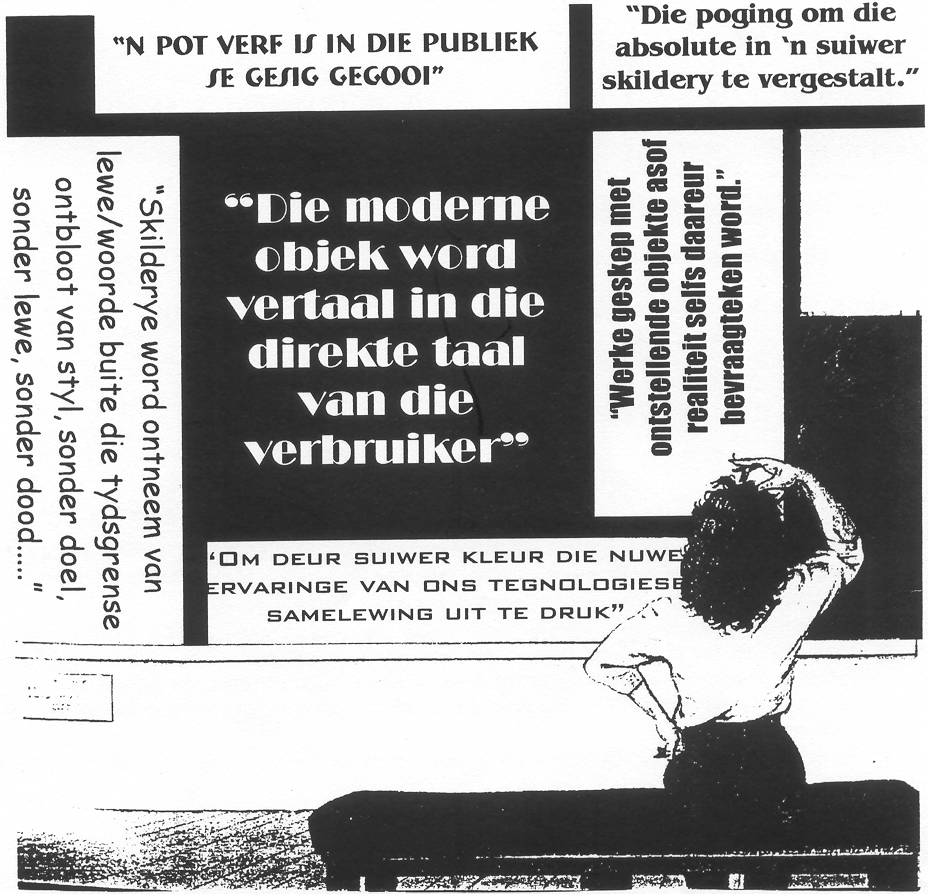 "'N POT VERF IS IN DIE PUBLIEK
SE GESIG GEGOOI"
"Die poging om die
absolute in 'n suiwer
skildery te vergestalt."
"Skilderye word ontneem van
lewe/woorde buite die tydsgrense
ontbloot van styl, sonder doel,
sonder lewe, sonder dood..... "
"Die moderne
objek word
vertaal in die
direkte taal
van die
verbruiker"
"Werke geskep met
ontstellende objekte asof
realiteit selfs daareur
bevraagteken word."
'OM DEUR SUIWER KLEUR DIE NUWE
ERVARINGE VAN ONS TEGNOLOGIESE
SAMELEWING UIT TE DRUK"